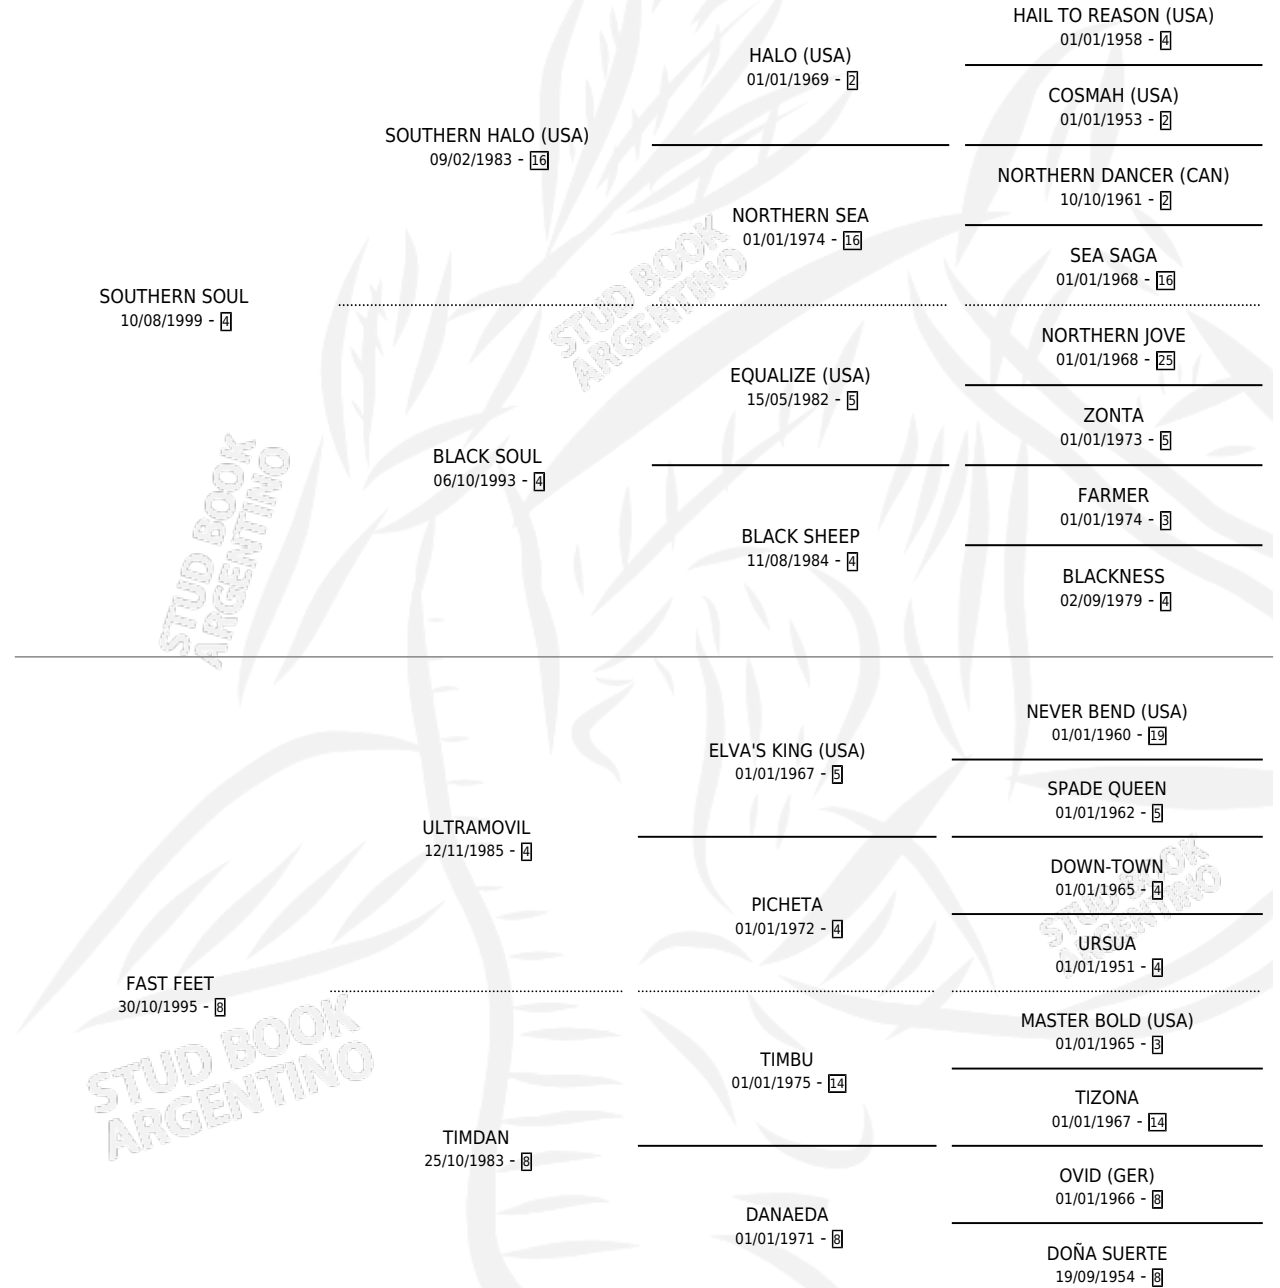 HAIL TO REASON (USA)
01/01/1958 - 4
HALO (USA)
01/01/1969 - 2
COSMAH (USA)
01/01/1953 - 2
SOUTHERN HALO (USA)
09/02/1983 - 16
NORTHERN DANCER (CAN)
10/10/1961 - 2
NORTHERN SEA
01/01/1974 - 16
SEA SAGA
01/01/1968 - 16
SOUTHERN SOUL
10/08/1999 - 4
STUD BOOK
ARGENTINO
NORTHERN JOVE
01/01/1968 - 25
EQUALIZE (USA)
15/05/1982 - 5
ZONTA
01/01/1973 - 5
BLACK SOUL
06/10/1993 - 4
FARMER
01/01/1974 - 3
BLACK SHEEP
11/08/1984 - 4
BLACKNESS
02/09/1979 - 4
STUD BOOK
ARGENTINO
NEVER BEND (USA)
01/01/1960 - 19
ELVA'S KING (USA)
01/01/1967 - 5
SPADE QUEEN
01/01/1962 - 5
ULTRAMOVIL
12/11/1985 - 4
DOWN-TOWN
01/01/1965 - 4
PICHETA
01/01/1972 - 4
URSUA
01/01/1951 - 4
STUD BOOK
ARGENTINO
FAST FEET
30/10/1995 - 8
MASTER BOLD (USA)
01/01/1965 - 3
TIMBU
01/01/1975 - 14
TIZONA
01/01/1967 - 14
STUD BOOK
ARGENTINO
TIMDAN
25/10/1983 - 8
OVID (GER)
01/01/1966 - 8
DANAEDA
01/01/1971 - 8
DOÑA SUERTE
19/09/1954 - 8